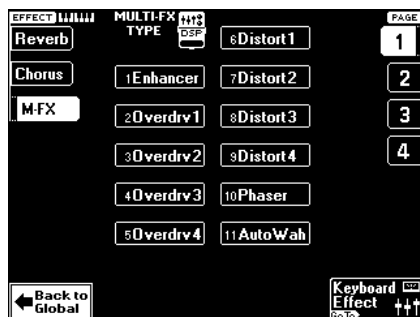 EFFECT
Reverb
Chorus
M-FX
MULTI-FX
TYPE
DSP
1Enhancer
2Overdrv1
3Overdrv2
4Overdrv3
5Overdrv4
6Distort1
7Distort2
8Distort3
9Distort4
10Phaser
11AutoWah
PAGE
1
2
3
4
Back to
Global
Keyboard
Effect
GoTo